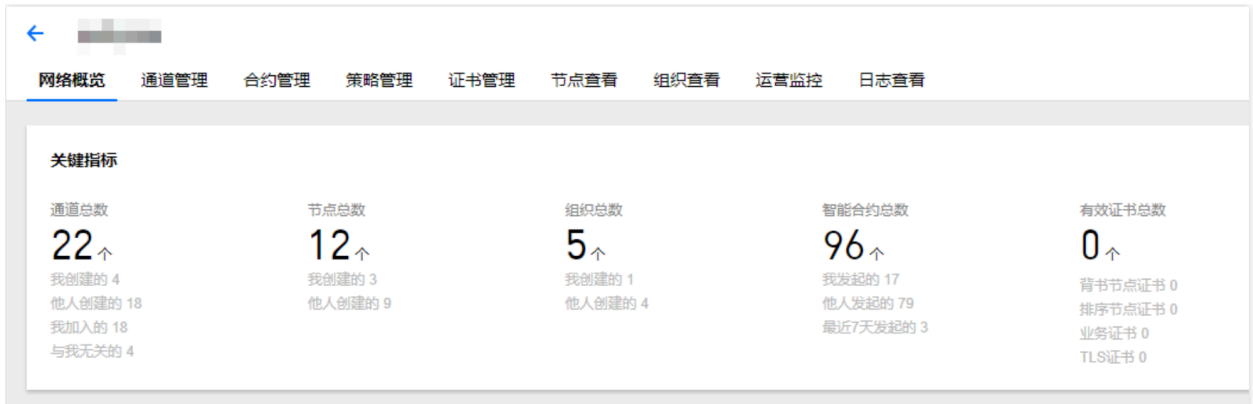 网络概览 通道管理 合约管理 策略管理 证书管理 节点查看 组织查看 运营监控 日志查看
关键指标
通道总数 节点总数 组织总数 智能合约总数 有效证书总数
22个 12个 5个 96个 0个
我创建的 4 我创建的 3 我创建的 1 我发起的 17 背书节点证书 0
他人创建的 18 他人创建的 9 他人创建的 4 他人发起的 79 排序节点证书 0
我加入的 18 最近7天发起的 3 业务证书 0
与我无关的 4 TLS证书 0